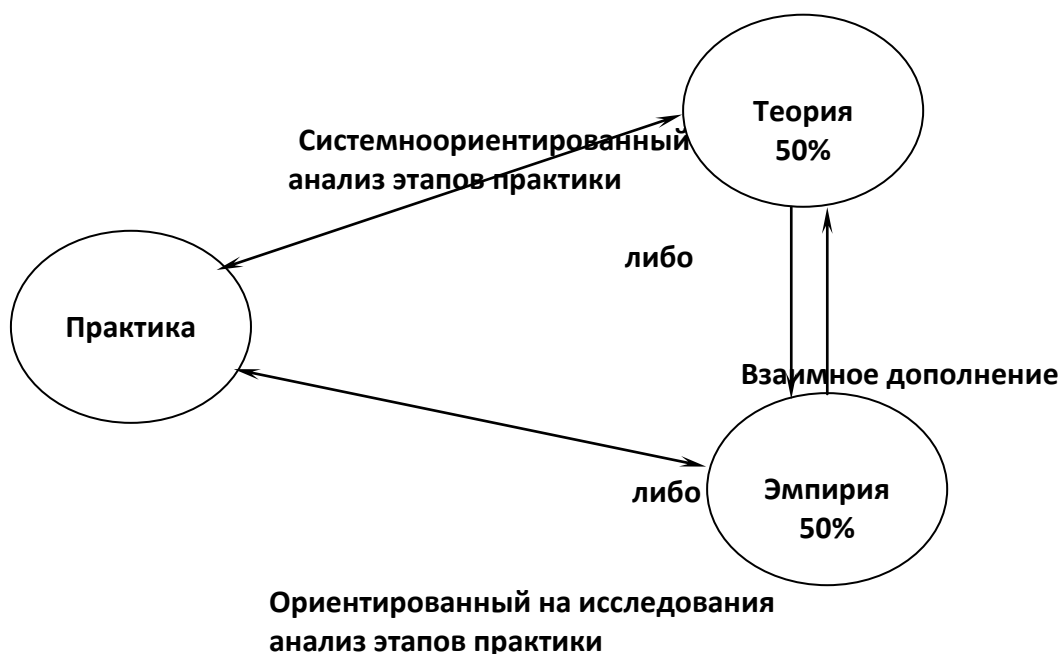 Теория
50%
Системноориентированный
анализ этапов практики
либо
Практика
Взаимное дополнение
либо
Эмпирия
50%
Ориентированный на исследования
анализ этапов практики